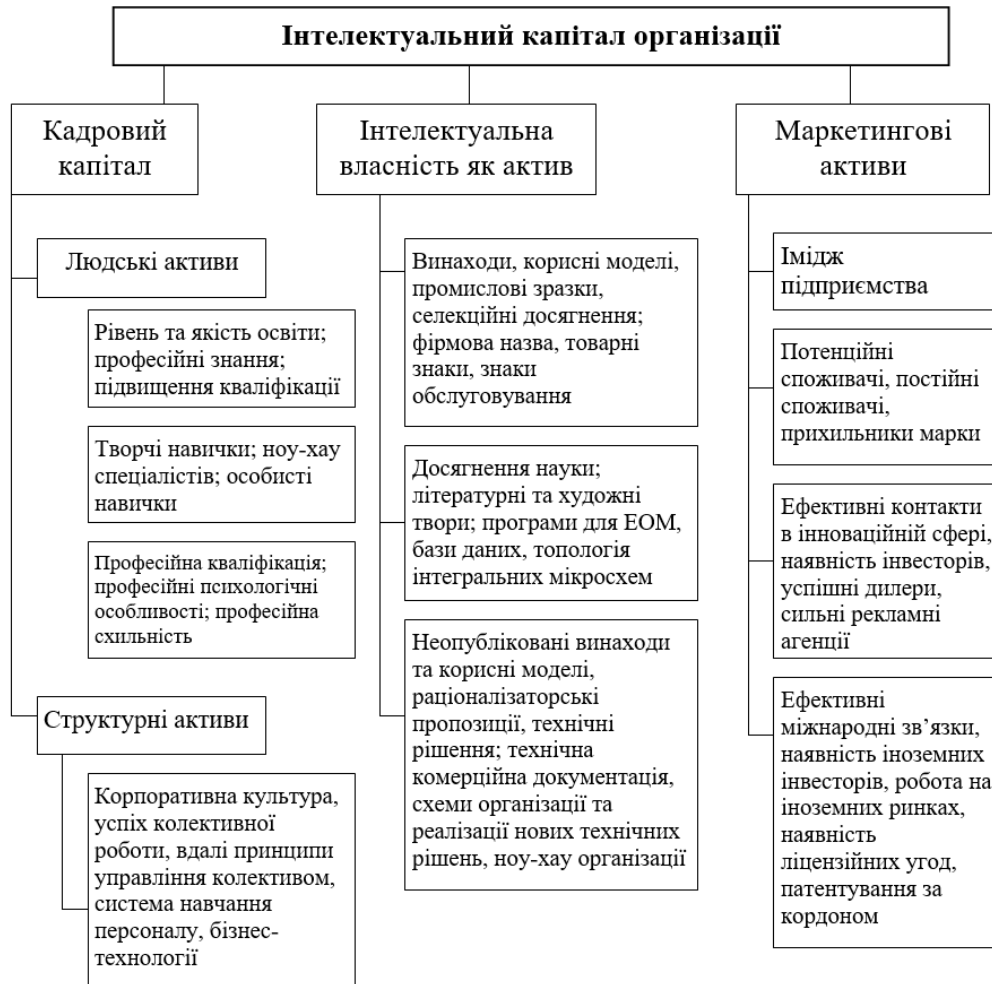 Інтелектуальний капітал організації
Кадровий
капітал
Людські активи
Рівень та якість освіти;
професійні знання;
підвищення кваліфікації
Творчі навички; ноу-хау
спеціалістів; особисті
навички
Професійна кваліфікація;
професійні психологічні
особливості; професійна
схильність
Структурні активи
Корпоративна культура,
успіх колективної
роботи, вдалі принципи
управління колективом,
система навчання
персоналу, бізнес-
технології
Інтелектуальна
власність як актив
Винаходи, корисні моделі,
промислові зразки,
селекційні досягнення;
фірмова назва, товарні
знаки, знаки
обслуговування
Досягнення науки;
літературні та художні
твори; програми для ЕОМ,
бази даних, топологія
інтегральних мікросхем
Неопубліковані винаходи
та корисні моделі,
раціоналізаторські
пропозиції, технічні
рішення; технічна
комерційна документація,
схеми організації та
реалізації нових технічних
рішень, ноу-хау організації
Маркетингові
активи
Імідж
підприємства
Потенційні
споживачі, постійні
споживачі,
прихильники марки
Ефективні контакти
в інноваційній сфері,
наявність інвесторів,
успішні дилери,
сильні рекламні
агенції
Ефективні
міжнародні зв’язки,
наявність іноземних
інвесторів, робота на
іноземних ринках,
наявність
ліцензійних угод,
патентування за
кордоном